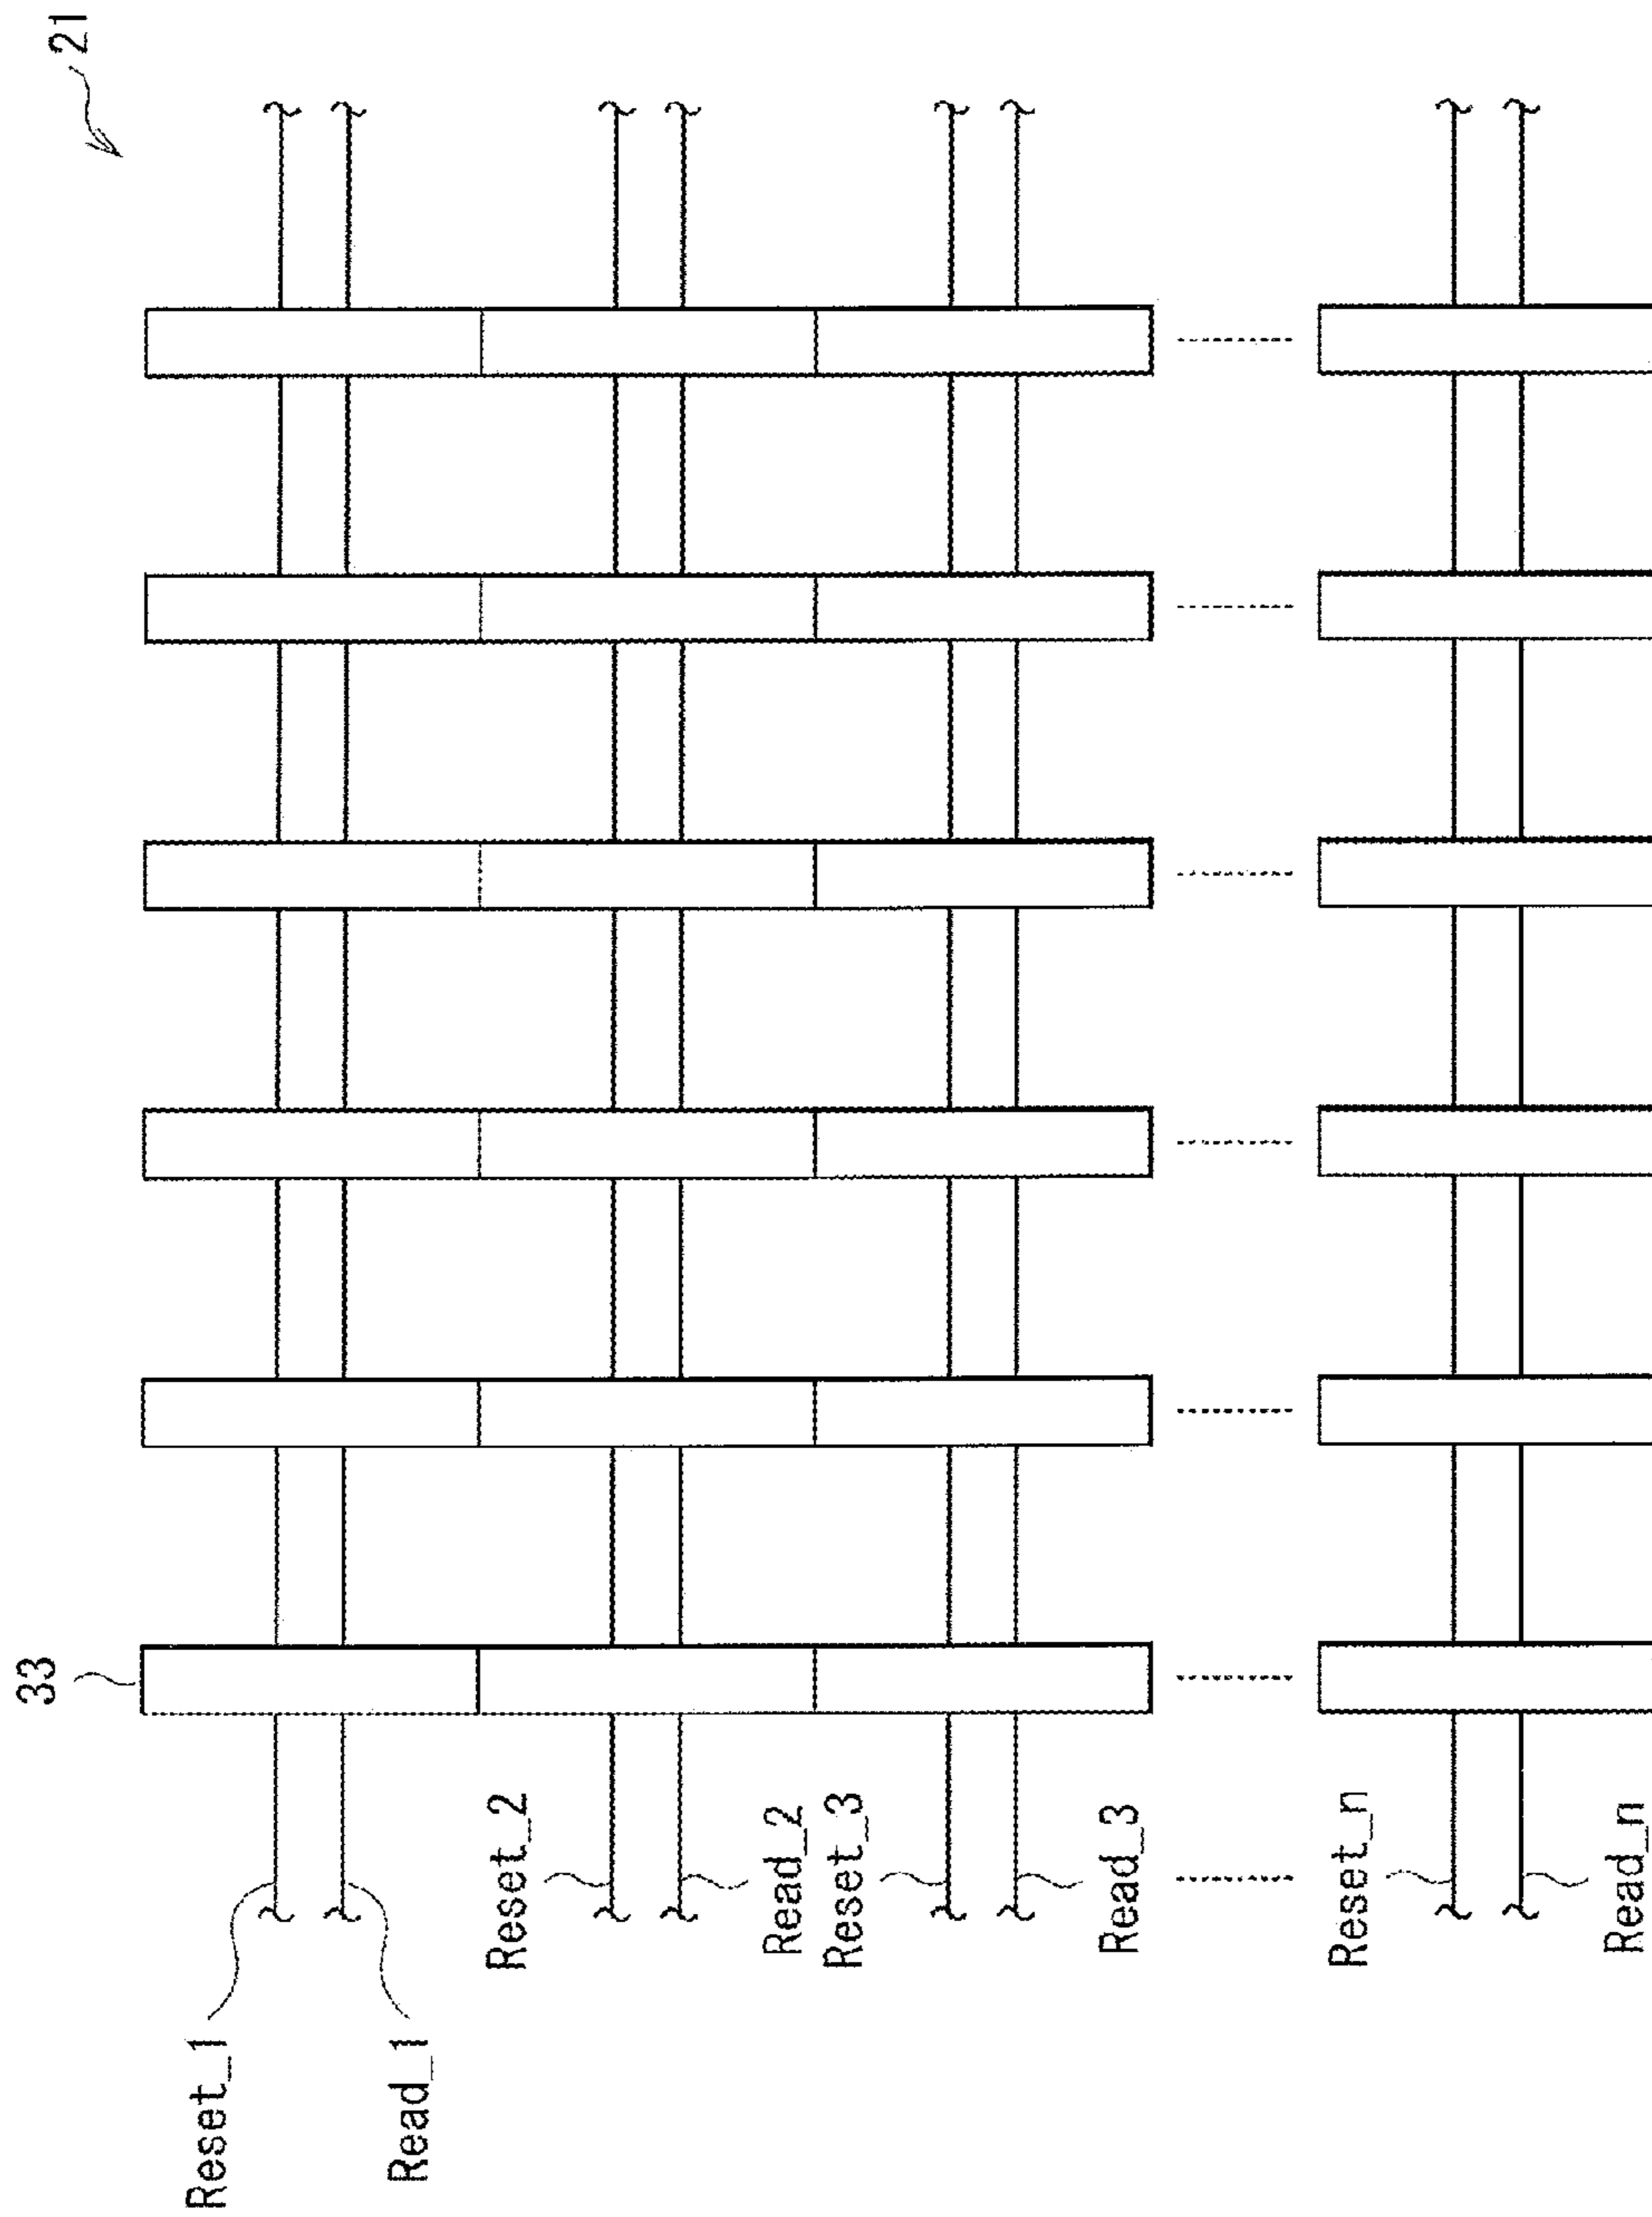 21
33
Reset_1
Read_1
Reset_2
Read_2
Reset_3
Read_3
Reset_n
Read_n